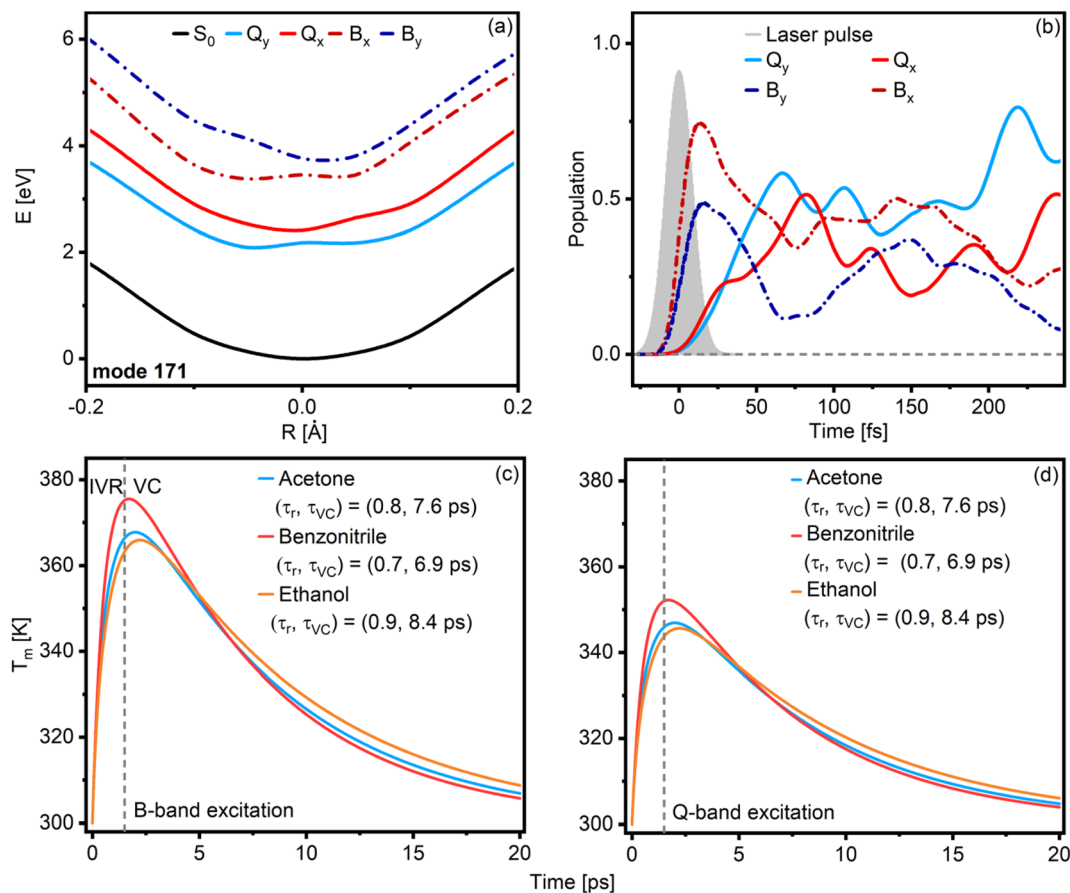 (a)
S0 Qy Qx Bx By
6
4
2
0
E [eV]
mode 171
-0.2 0.0 0.2
R [Å]
(b)
Laser pulse
Qy Qx
By Bx
1.0
0.5
0.0
Population
0 50 100 150 200
Time [fs]
(c)
IVR VC
Acetone
(τr, τVC) = (0.8, 7.6 ps)
Benzonitrile
(τr, τVC) = (0.7, 6.9 ps)
Ethanol
(τr, τVC) = (0.9, 8.4 ps)
380
360
340
320
300
Tm [K]
B-band excitation
0 5 10 15 20
(d)
Acetone
(τr, τVC) = (0.8, 7.6 ps)
Benzonitrile
(τr, τVC) = (0.7, 6.9 ps)
Ethanol
(τr, τVC) = (0.9, 8.4 ps)
380
360
340
320
300
Q-band excitation
0 5 10 15 20
Time [ps]